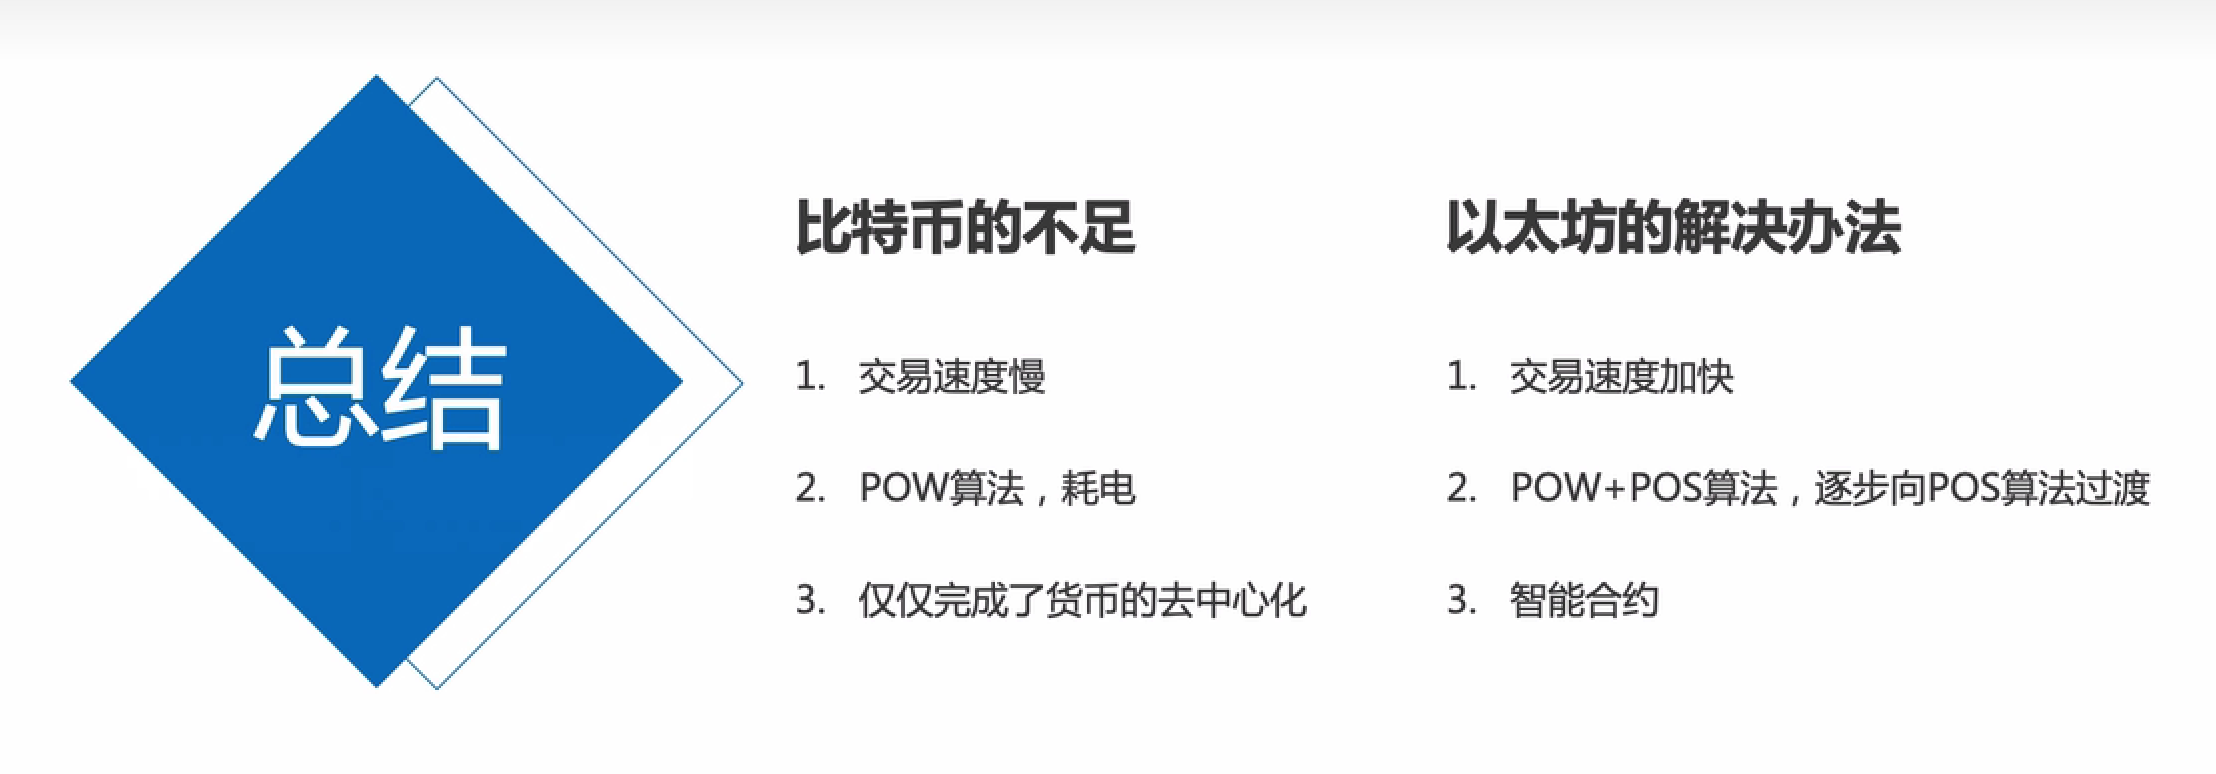 总结
比特币的不足
1. 交易速度慢
2. POW算法，耗电
3. 仅仅完成了货币的去中心化
以太坊的解决办法
1. 交易速度加快
2. POW+POS算法，逐步向POS算法过渡
3. 智能合约